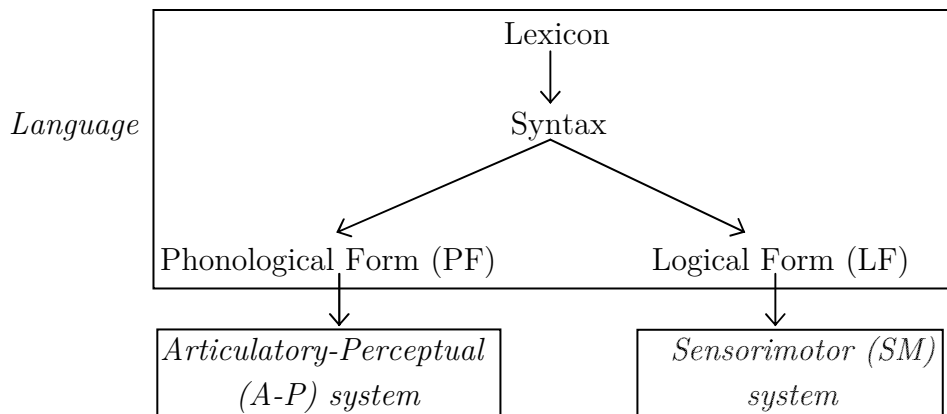 Lexicon
Language
Syntax
Phonological Form (PF)
Logical Form (LF)
Articulatory-Perceptual
(A-P) system
Sensorimotor (SM)
system